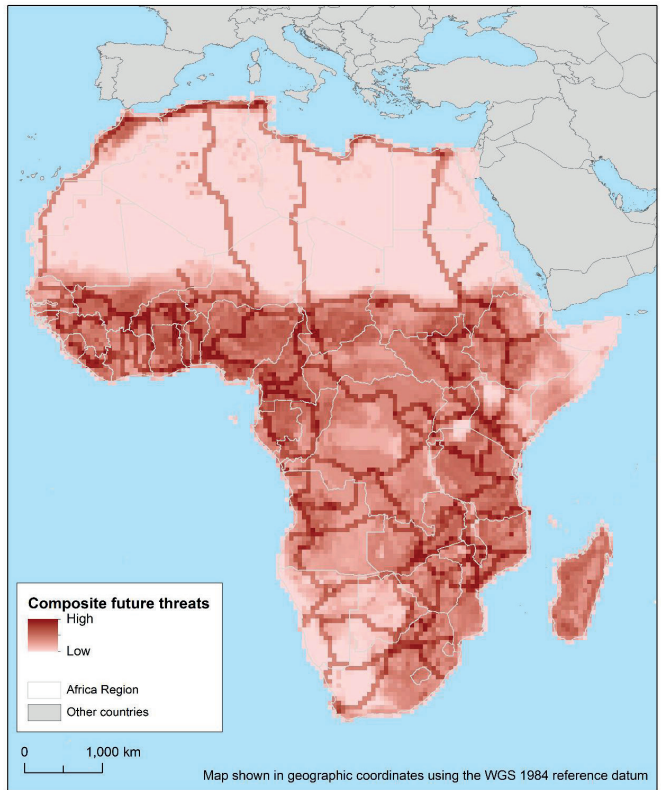 Composite future threats
High
Low
Africa Region
Other countries
0 1,000 km
Map shown in geographic coordinates using the WGS 1984 reference datum